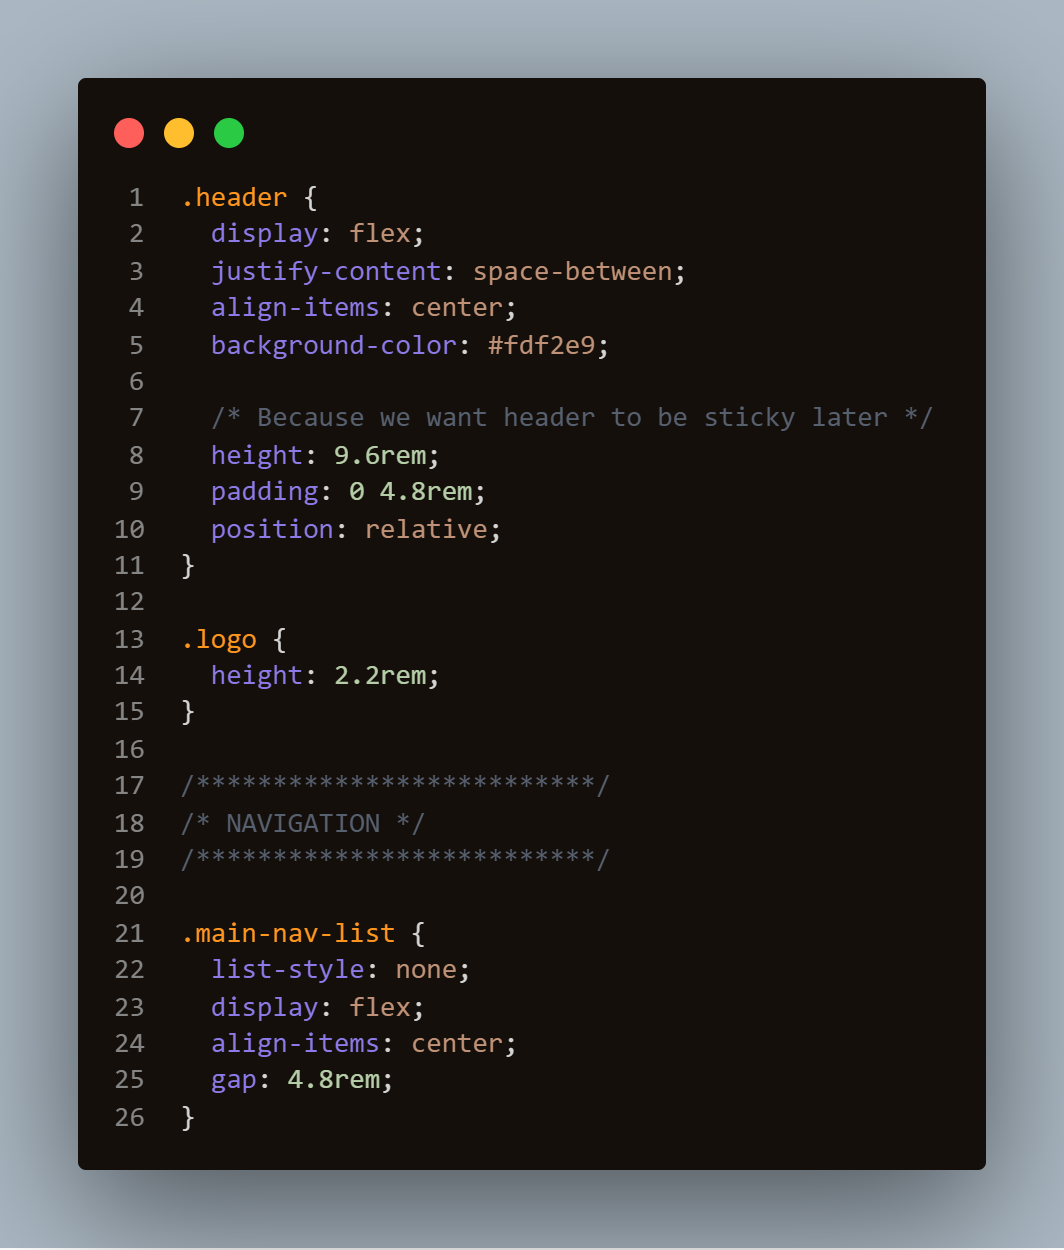 1 .header {
2   display: flex;
3   justify-content: space-between;
4   align-items: center;
5   background-color: #fdf2e9;
6
7   /* Because we want header to be sticky later */
8   height: 9.6rem;
9   padding: 0 4.8rem;
10   position: relative;
11 }
12
13 .logo {
14   height: 2.2rem;
15 }
16
17 /**************************/
18 /* NAVIGATION */
19 /**************************/
20
21 .main-nav-list {
22   list-style: none;
23   display: flex;
24   align-items: center;
25   gap: 4.8rem;
26 }